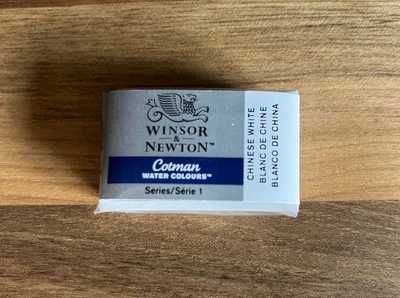 WINSOR
&
NEWTON™
Cotman
WATER COLOURS™
Series/Série 1
CHINESE WHITE
BLANC DE CHINE
BLANCO DE CHINA